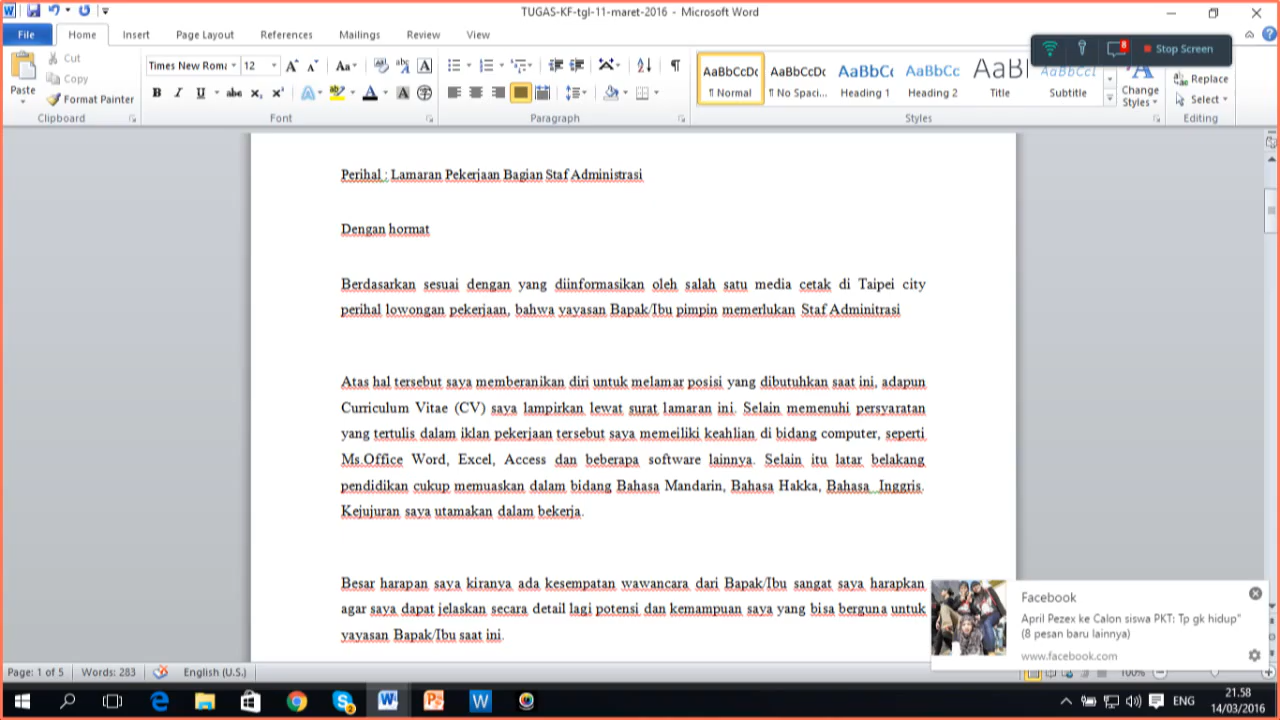 TUGAS-KF-tgl-11-maret-2016 - Microsoft Word
File Home Insert Page Layout References Mailings Review View
Stop Screen
8
Cut
Copy
Format Painter
Paste
Times New Roma 12
AaBbCcDc AaBbCcDc AaBbCc AaBbCc AaBl AaBbCcl
¶ Normal ¶ No Spaci... Heading 1 Heading 2 Title Subtitle
Change Styles
Replace
Select
Clipboard Font Paragraph Styles Editing
Perihal : Lamaran Pekerjaan Bagian Staf Administrasi
Dengan hormat
Berdasarkan sesuai dengan yang diinformasikan oleh salah satu media cetak di Taipei city
perihal lowongan pekerjaan, bahwa yayasan Bapak/Ibu pimpin memerlukan Staf Adminitrasi
Atas hal tersebut saya memberanikan diri untuk melamar posisi yang dibutuhkan saat ini, adapun
Curriculum Vitae (CV) saya lampirkan lewat surat lamaran ini. Selain memenuhi persyaratan
yang tertulis dalam iklan pekerjaan tersebut saya memeiliki keahlian di bidang computer, seperti
Ms.Office Word, Excel, Access dan beberapa software lainnya. Selain itu latar belakang
pendidikan cukup memuaskan dalam bidang Bahasa Mandarin, Bahasa Hakka, Bahasa Inggris.
Kejujuran saya utamakan dalam bekerja.
Besar harapan saya kiranya ada kesempatan wawancara dari Bapak/Ibu sangat saya harapkan
agar saya dapat jelaskan secara detail lagi potensi dan kemampuan saya yang bisa berguna untuk
yayasan Bapak/Ibu saat ini.
Facebook
April Pezex ke Calon siswa PKT: Tp gk hidup"
(8 pesan baru lainnya)
www.facebook.com
Page: 1 of 5 Words: 283 English (U.S.) 100%
ENG
21.58
14/03/2016